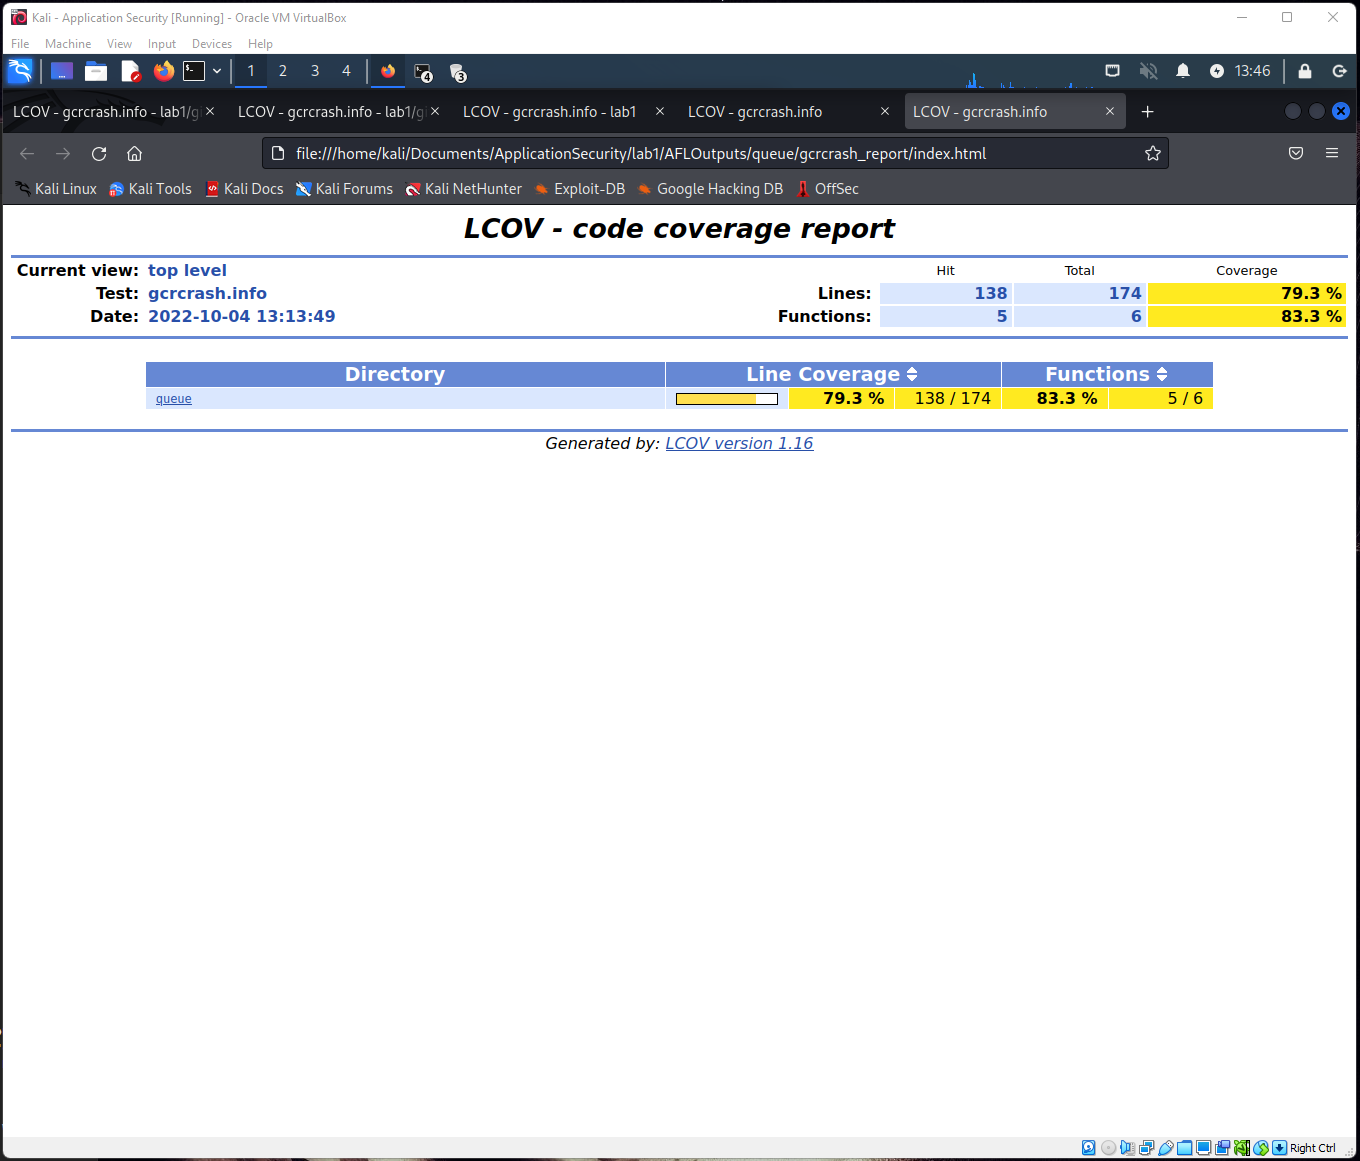 Kali - Application Security [Running] - Oracle VM VirtualBox
File Machine View Input Devices Help
1 2 3 4 4 3 13:46
LCOV - gcrcrash.info - lab1/g LCOV - gcrcrash.info - lab1/g LCOV - gcrcrash.info - lab1 LCOV - gcrcrash.info LCOV - gcrcrash.info
file:///home/kali/Documents/ApplicationSecurity/lab1/AFLOutputs/queue/gcrcrash_report/index.html
Kali Linux Kali Tools Kali Docs Kali Forums Kali NetHunter Exploit-DB Google Hacking DB OffSec
LCOV - code coverage report
Current view: top level Hit Total Coverage
Test: gcrcrash.info Lines: 138 174 79.3 %
Date: 2022-10-04 13:13:49 Functions: 5 6 83.3 %
Directory Line Coverage Functions
queue 79.3 % 138 / 174 83.3 % 5 / 6
Generated by: LCOV version 1.16
Right Ctrl